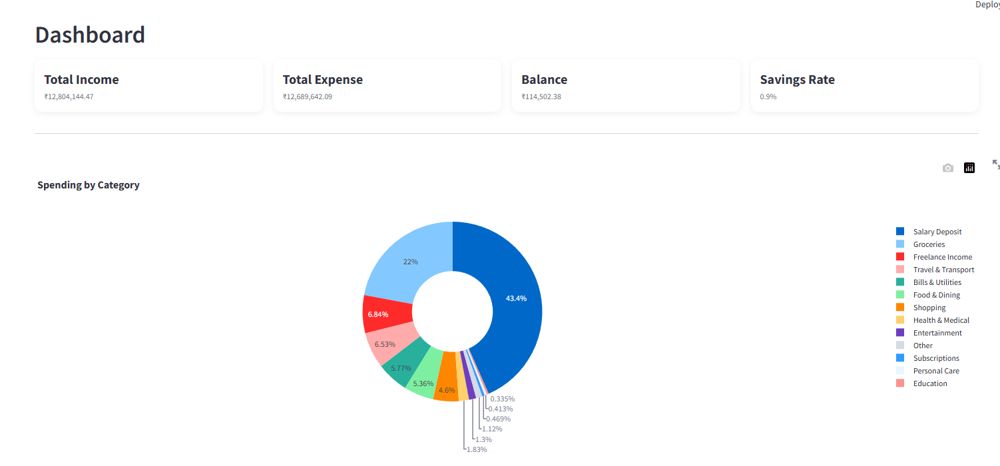 Deploy
Dashboard
Total Income
₹12,804,144.47
Total Expense
₹12,689,642.09
Balance
₹114,502.38
Savings Rate
0.9%
Spending by Category
43.4%
22%
6.84%
6.53%
5.77%
5.36%
4.6%
0.335%
0.413%
0.469%
1.12%
1.3%
1.83%
Salary Deposit
Groceries
Freelance Income
Travel & Transport
Bills & Utilities
Food & Dining
Shopping
Health & Medical
Entertainment
Other
Subscriptions
Personal Care
Education